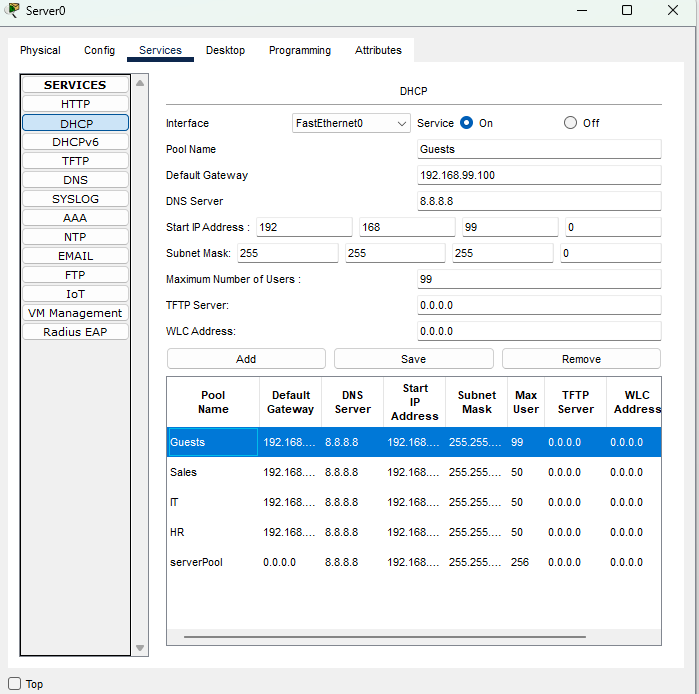 Server0
Physical Config Services Desktop Programming Attributes
SERVICES
HTTP
DHCP
DHCPv6
TFTP
DNS
SYSLOG
AAA
NTP
EMAIL
FTP
IoT
VM Management
Radius EAP
DHCP
Interface FastEthernet0 Service On Off
Pool Name Guests
Default Gateway 192.168.99.100
DNS Server 8.8.8.8
Start IP Address : 192 168 99 0
Subnet Mask: 255 255 255 0
Maximum Number of Users : 99
TFTP Server: 0.0.0.0
WLC Address: 0.0.0.0
Add Save Remove
Pool Name Default Gateway DNS Server Start IP Address Subnet Mask Max User TFTP Server WLC Address
Guests 192.168.... 8.8.8.8 192.168.... 255.255.... 99 0.0.0.0 0.0.0.0
Sales 192.168.... 8.8.8.8 192.168.... 255.255.... 50 0.0.0.0 0.0.0.0
IT 192.168.... 8.8.8.8 192.168.... 255.255.... 50 0.0.0.0 0.0.0.0
HR 192.168.... 8.8.8.8 192.168.... 255.255.... 50 0.0.0.0 0.0.0.0
serverPool 0.0.0.0 8.8.8.8 192.168.... 255.255.... 256 0.0.0.0 0.0.0.0
Top